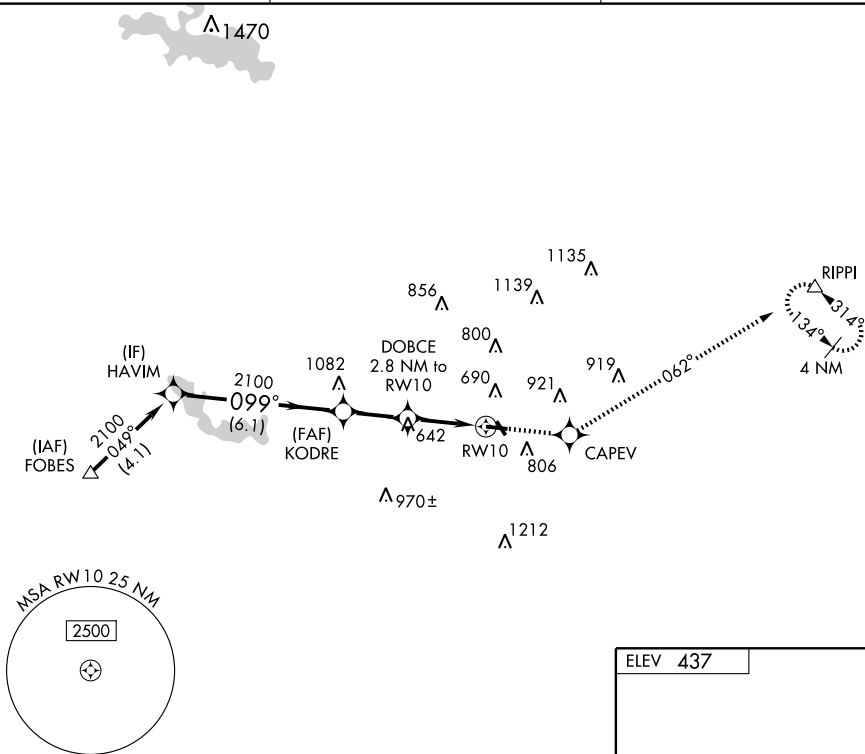 1470
1135
1139
856
RIPPI
314°
134°
4 NM
800
DOBCE
2.8 NM to
RW10
(IF)
HAVIM
1082
690
921
919
062°
2100
099°
(6.1)
2100
049°
(4.1)
(IAF)
FOBES
(FAF)
KODRE
642
RW10
806
CAPEV
970±
1212
MSA RW10 25 NM
2500
ELEV 437